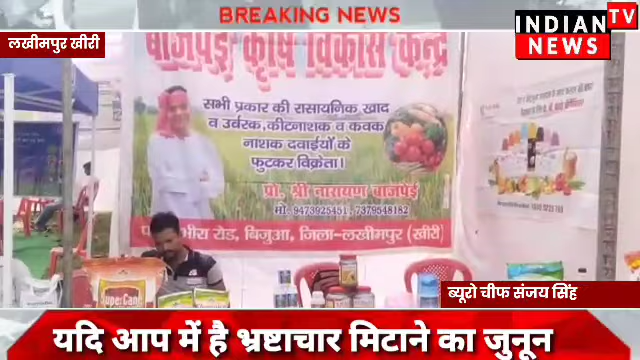 BREAKING NEWS
INDIAN TV
NEWS
लखीमपुर खीरी
बाजपेई कृषि विकास केन्द्र
सभी प्रकार की रासायनिक खाद
व उर्वरक,कीटनाशक व कवक
नाशक दवाईयों के
फुटकर विक्रेता।
प्रो. श्री नारायण बाजपेई
मो. 9473925451, 7379548182
भीरा रोड, बिजुआ, जिला-लखीमपुर (खीरी)
SuperCane
ब्यूरो चीफ संजय सिंह
यदि आप में है भ्रष्टाचार मिटाने का जुनून